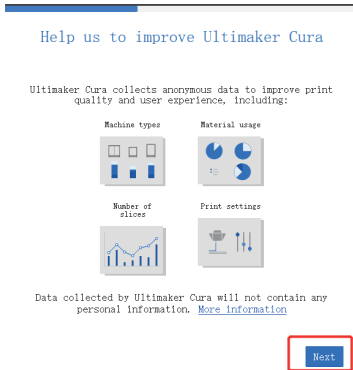 Help us to improve Ultimaker Cura
Ultimaker Cura collects anonymous data to improve print
quality and user experience, including:
Machine types
Material usage
Number of
slices
Print settings
Data collected by Ultimaker Cura will not contain any
personal information. More information
Next